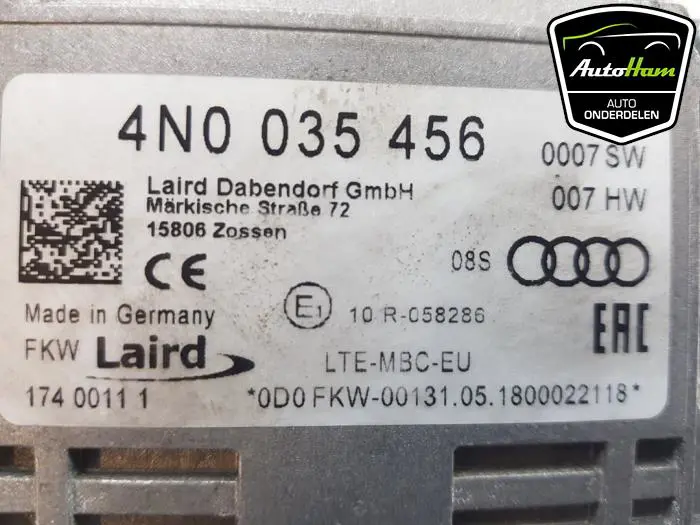 AutoHam
AUTO
ONDERDELEN
4N0 035 456
0007 SW
Laird Dabendorf GmbH
007 HW
Märkische Straße 72
15806 Zossen
CE
08S
Made in Germany
E1
10 R-058286
EAC
FKW Laird
LTE-MBC-EU
174 0011 1
*0D0 FKW-00131.05.1800022118*